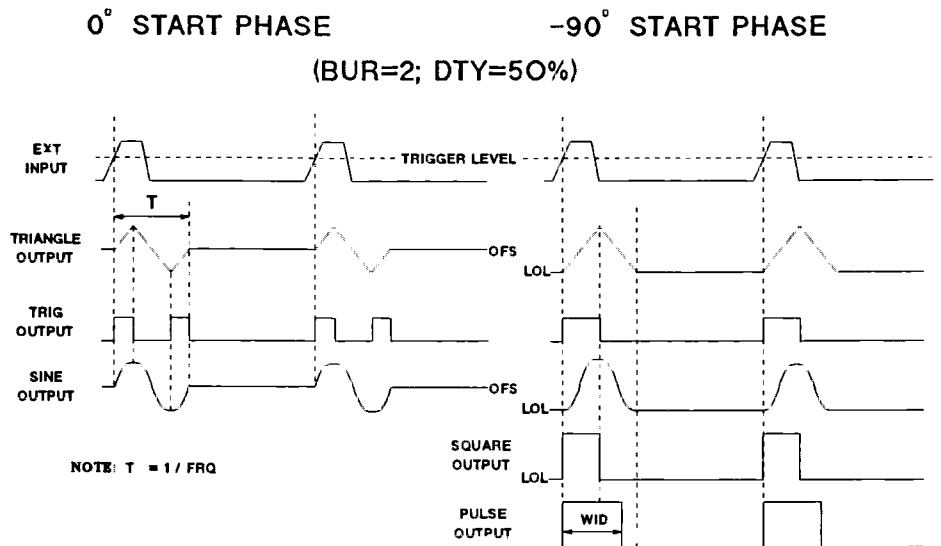 0° START PHASE
-90° START PHASE
(BUR=2; DTY=50%)
EXT
INPUT
TRIGGER LEVEL
T
TRIANGLE
OUTPUT
OFS
LOL
TRIG
OUTPUT
SINE
OUTPUT
OFS
LOL
SQUARE
OUTPUT
LOL
NOTE: T = 1 / FRQ
PULSE
OUTPUT
WID